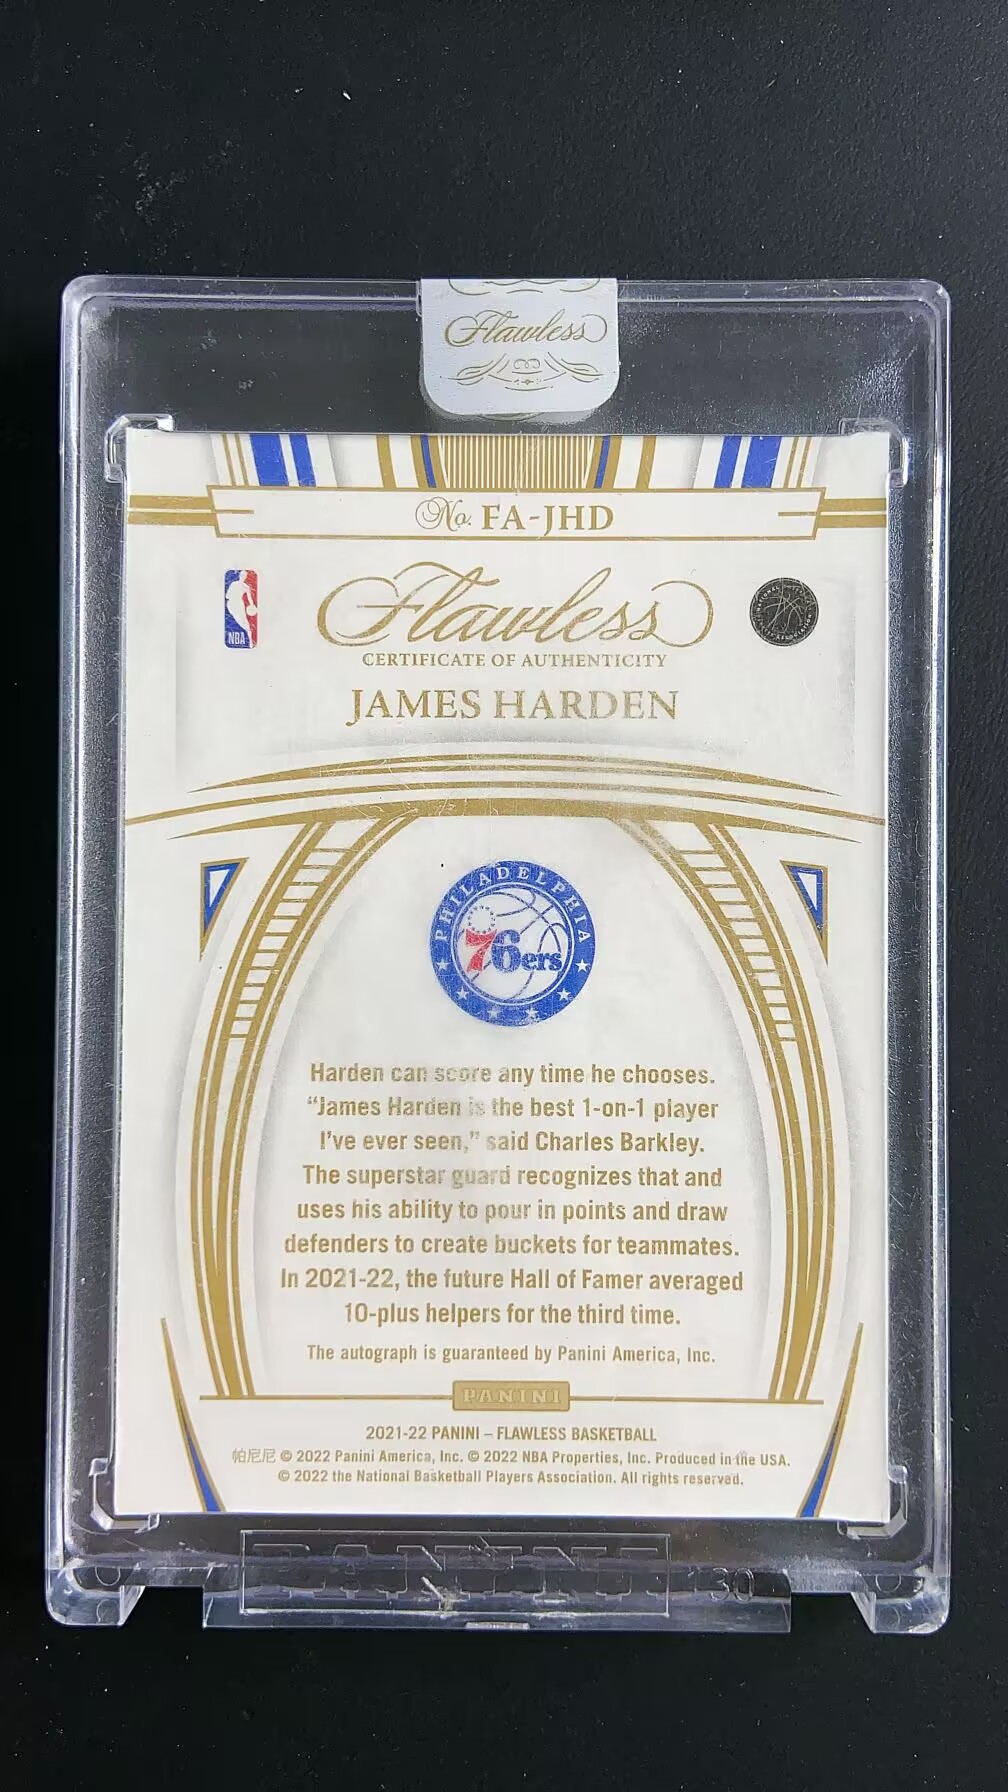 Flawless
No. FA-JHD
NBA
Flawless
CERTIFICATE OF AUTHENTICITY
JAMES HARDEN
PHILADELPHIA
76ers
Harden can score any time he chooses.
“James Harden is the best 1-on-1 player
I’ve ever seen,” said Charles Barkley.
The superstar guard recognizes that and
uses his ability to pour in points and draw
defenders to create buckets for teammates.
In 2021-22, the future Hall of Famer averaged
10-plus helpers for the third time.
The autograph is guaranteed by Panini America, Inc.
PANINI
2021-22 PANINI – FLAWLESS BASKETBALL
帕尼尼 © 2022 Panini America, Inc. © 2022 NBA Properties, Inc. Produced in the USA.
© 2022 the National Basketball Players Association. All rights reserved.
PANINI
130